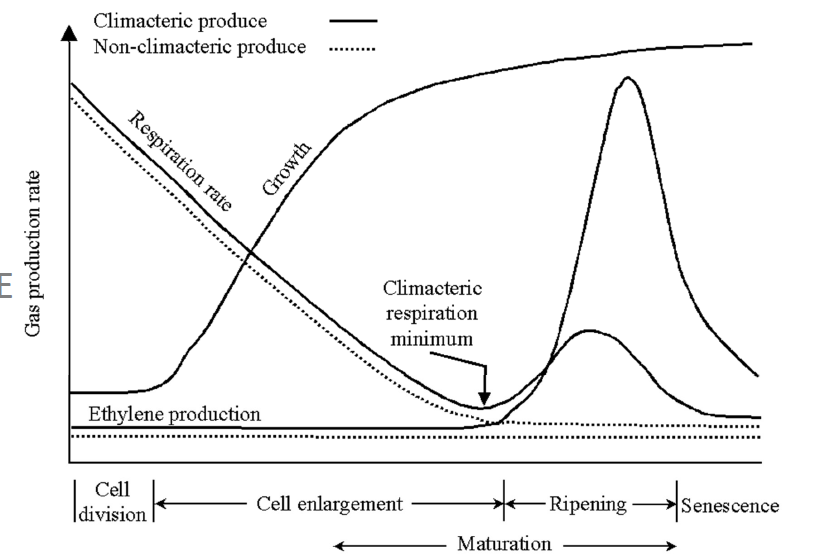 Climacteric produce
Non-climacteric produce
Respiration rate
Growth
Climacteric
respiration
minimum
E
Gas production rate
Ethylene production
Cell
division
Cell enlargement
Ripening
Senescence
Maturation